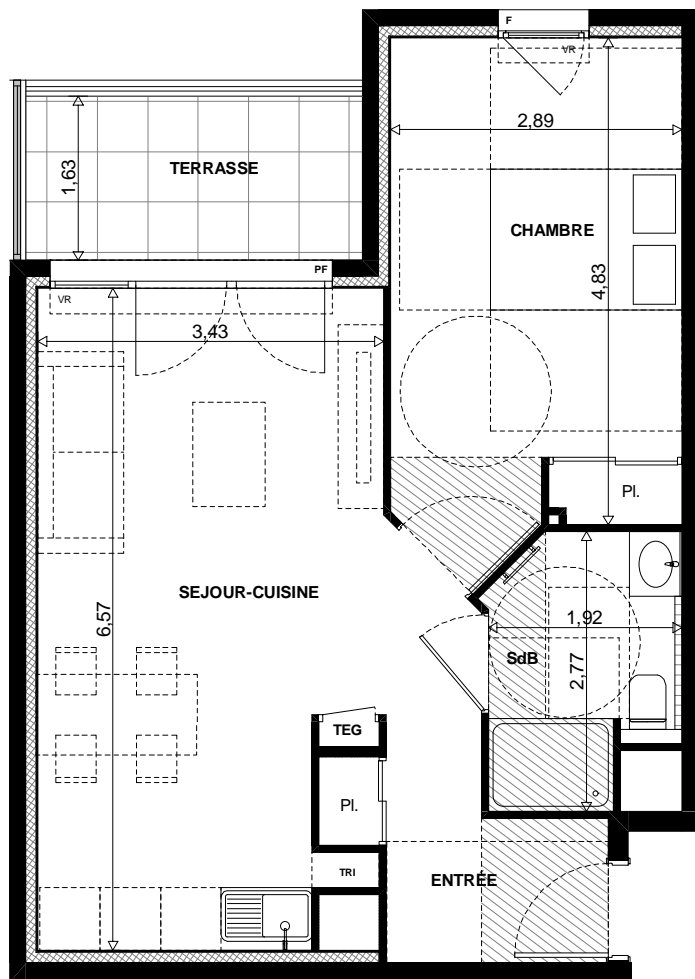 F
VR
2,89
TERRASSE
1,63
CHAMBRE
4,83
PF
VR
3,43
Pl.
SEJOUR-CUISINE
6,57
1,92
SdB
2,77
TEG
Pl.
TRI
ENTRÉE